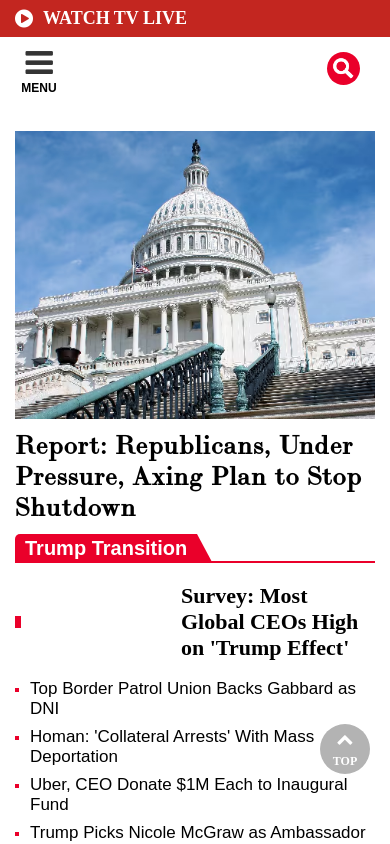 WATCH TV LIVE
MENU
Report: Republicans, Under
Pressure, Axing Plan to Stop
Shutdown
Trump Transition
Survey: Most
Global CEOs High
on 'Trump Effect'
Top Border Patrol Union Backs Gabbard as
DNI
Homan: 'Collateral Arrests' With Mass
Deportation
Uber, CEO Donate $1M Each to Inaugural
Fund
Trump Picks Nicole McGraw as Ambassador
TOP